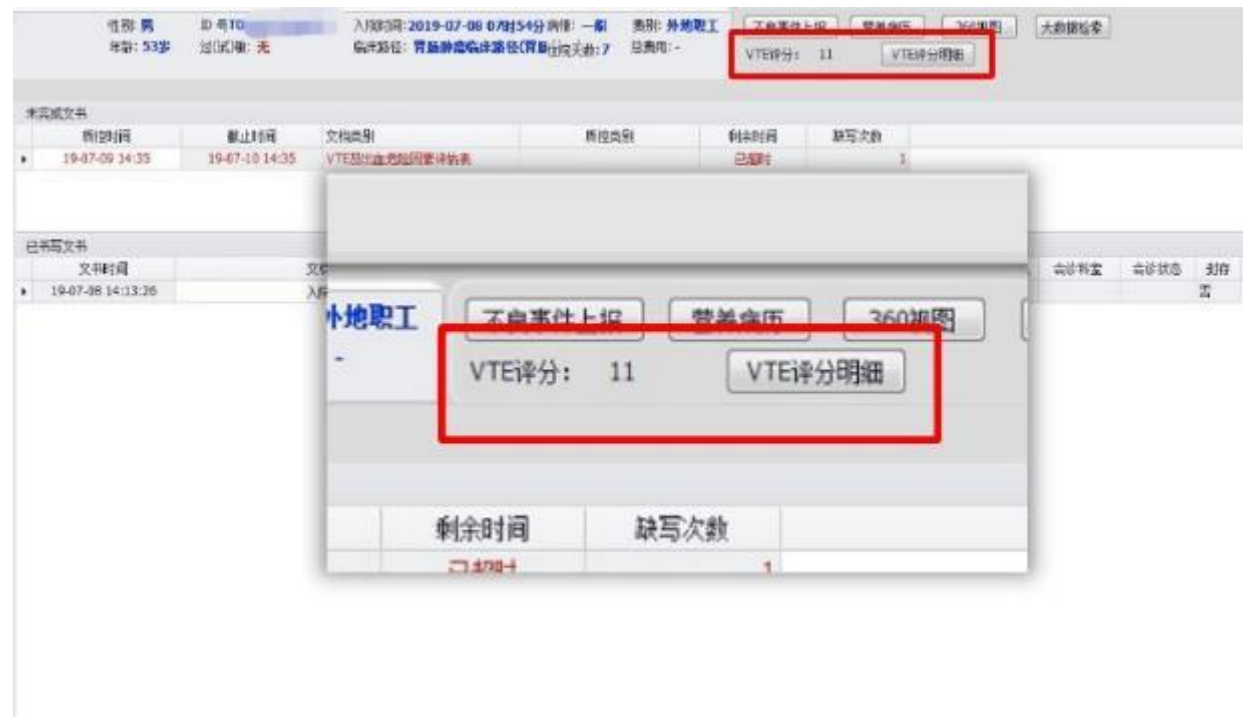 性别: 男 ID 号T0 入院时间: 2019-07-08 07时54分 病情: 一般 费别: 外地职工 不良事件上报 营养病历 360视图 大数据检索
年龄: 53岁 过(试)敏: 无 临床路径: 胃肠肿瘤临床路径(胃肠 住院天数: 7 总费用: - VTE评分: 11 VTE评分明细
未完成文书
质控时间 截止时间 文档类别 质控类别 剩余时间 缺写次数
19-07-09 14:35 19-07-10 14:35 VTE及出血危险因素评估表 已超时 1
已书写文书
文书时间 会诊科室 会诊状态 封存
19-07-08 14:13:26 否
外地职工 不良事件上报 营养病历 360视图
- VTE评分: 11 VTE评分明细
剩余时间 缺写次数
已超时 1